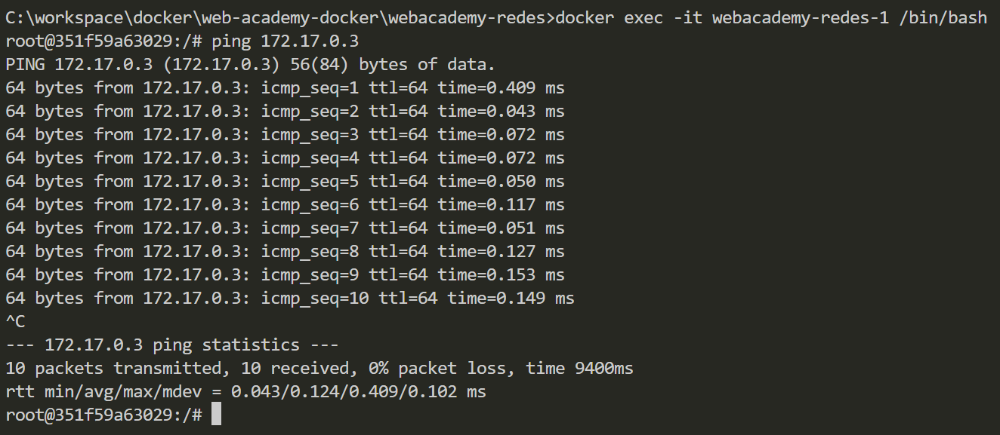 C:\workspace\docker\web-academy-docker\webacademy-redes>docker exec -it webacademy-redes-1 /bin/bash
root@351f59a63029:/# ping 172.17.0.3
PING 172.17.0.3 (172.17.0.3) 56(84) bytes of data.
64 bytes from 172.17.0.3: icmp_seq=1 ttl=64 time=0.409 ms
64 bytes from 172.17.0.3: icmp_seq=2 ttl=64 time=0.043 ms
64 bytes from 172.17.0.3: icmp_seq=3 ttl=64 time=0.072 ms
64 bytes from 172.17.0.3: icmp_seq=4 ttl=64 time=0.072 ms
64 bytes from 172.17.0.3: icmp_seq=5 ttl=64 time=0.050 ms
64 bytes from 172.17.0.3: icmp_seq=6 ttl=64 time=0.117 ms
64 bytes from 172.17.0.3: icmp_seq=7 ttl=64 time=0.051 ms
64 bytes from 172.17.0.3: icmp_seq=8 ttl=64 time=0.127 ms
64 bytes from 172.17.0.3: icmp_seq=9 ttl=64 time=0.153 ms
64 bytes from 172.17.0.3: icmp_seq=10 ttl=64 time=0.149 ms
^C
--- 172.17.0.3 ping statistics ---
10 packets transmitted, 10 received, 0% packet loss, time 9400ms
rtt min/avg/max/mdev = 0.043/0.124/0.409/0.102 ms
root@351f59a63029:/#